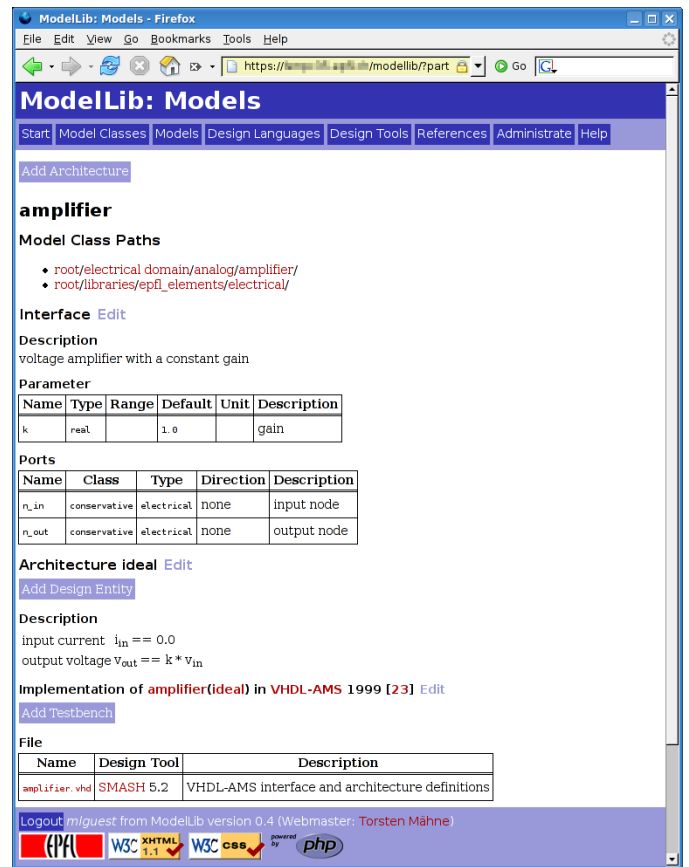 ModelLib: Models - Firefox
File Edit View Go Bookmarks Tools Help
https:// /modellib/?part Go G
ModelLib: Models
Start Model Classes Models Design Languages Design Tools References Administrate Help
Add Architecture
amplifier
Model Class Paths
root/electrical domain/analog/amplifier/
root/libraries/epfl_elements/electrical/
Interface Edit
Description
voltage amplifier with a constant gain
Parameter
Name Type Range Default Unit Description
k real 1.0 gain
Ports
Name Class Type Direction Description
n_in conservative electrical none input node
n_out conservative electrical none output node
Architecture ideal Edit
Add Design Entity
Description
input current i_in == 0.0
output voltage v_out == k * v_in
Implementation of amplifier(ideal) in VHDL-AMS 1999 [23] Edit
Add Testbench
File
Name Design Tool Description
amplifier.vhd SMASH 5.2 VHDL-AMS interface and architecture definitions
Logout mlguest from ModelLib version 0.4 (Webmaster: Torsten Mähne)
EPFL W3C XHTML 1.1 W3C css powered by php